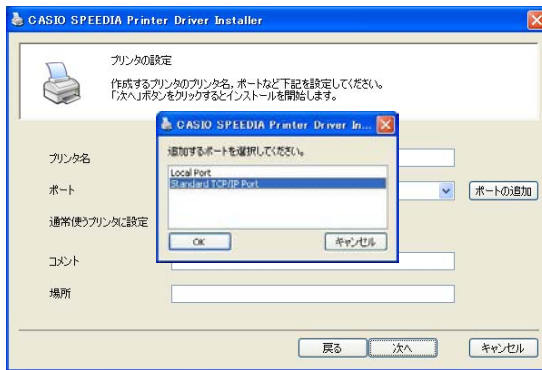 CASIO SPEEDIA Printer Driver Installer
プリンタの設定
作成するプリンタのプリンタ名，ポートなど下記を設定してください。
「次へ」ボタンをクリックするとインストールを開始します。
CASIO SPEEDIA Printer Driver In...
追加するポートを選択してください。
Local Port
Standard TCP/IP Port
OK
キャンセル
プリンタ名
ポート
ポートの追加
通常使うプリンタに設定
コメント
場所
戻る
次へ
キャンセル